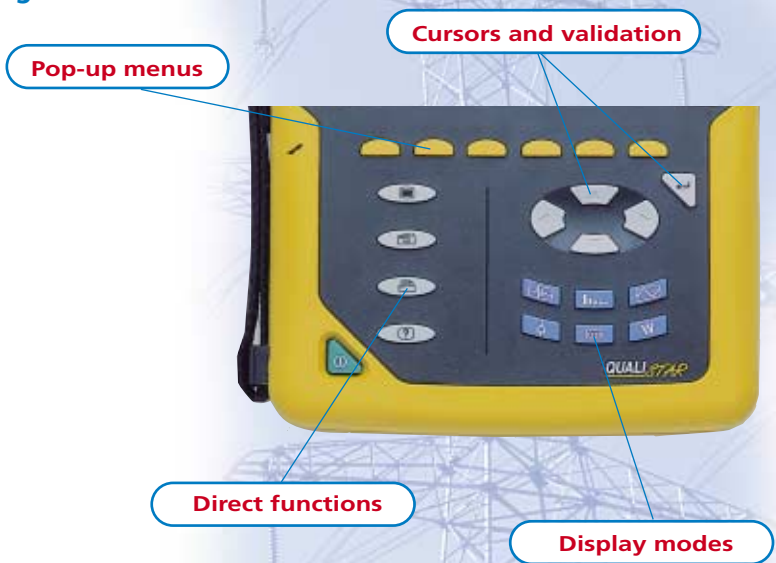 Cursors and validation
Pop-up menus
?
W
QUALISTAR
Direct functions
Display modes